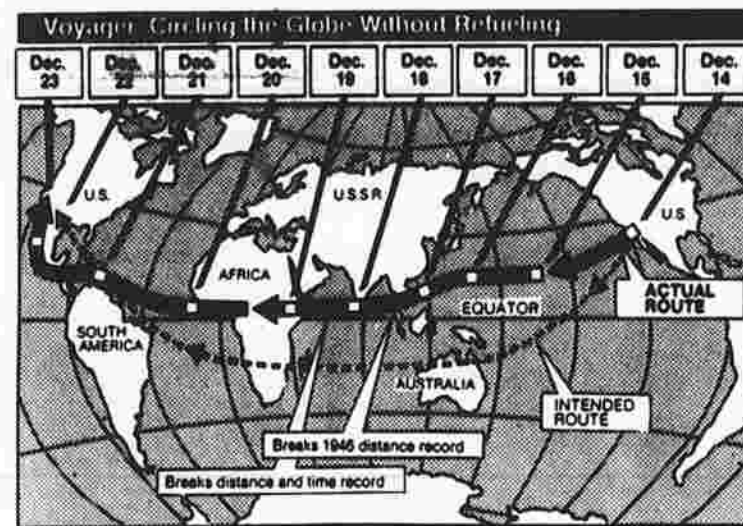 Voyager: Circling the Globe Without Refueling
Dec. 23
Dec. 22
Dec. 21
Dec. 20
Dec. 19
Dec. 18
Dec. 17
Dec. 16
Dec. 15
Dec. 14
U.S.
U.S.S.R.
U.S.
AFRICA
ACTUAL
ROUTE
EQUATOR
SOUTH
AMERICA
AUSTRALIA
INTENDED
ROUTE
Breaks 1946 distance record
Breaks distance and time record